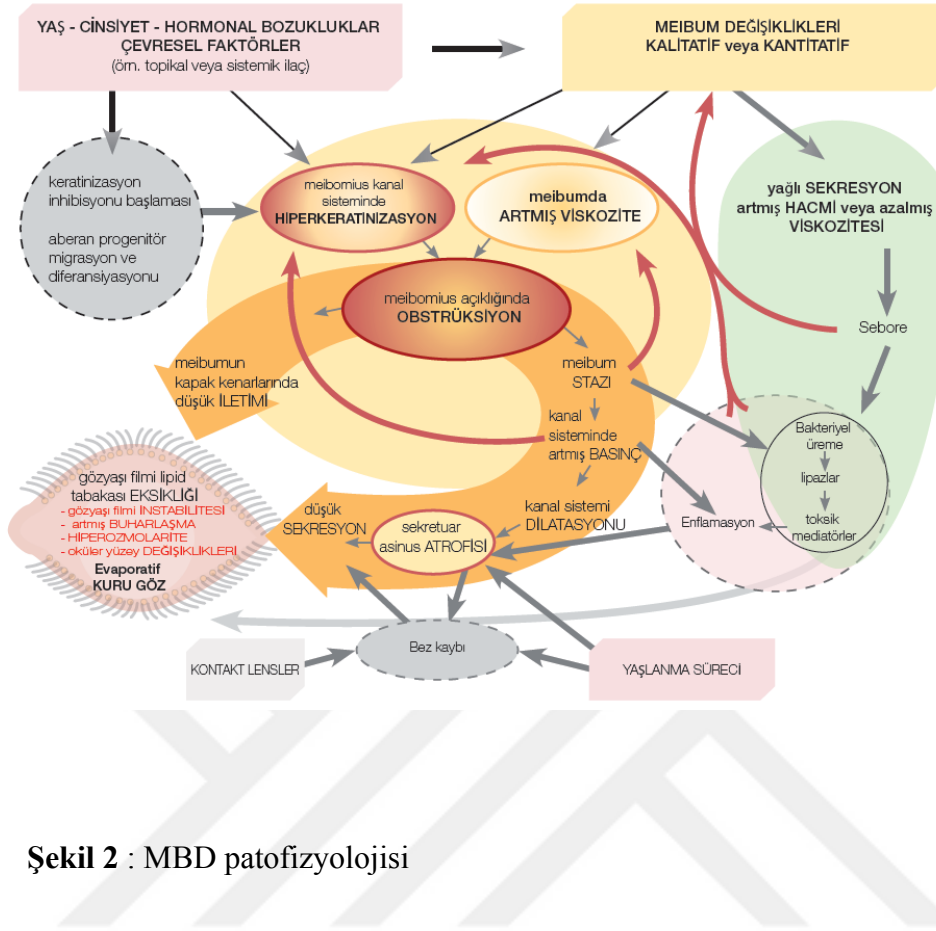 YAŞ - CİNSİYET - HORMONAL BOZUKLUKLAR
ÇEVRESEL FAKTÖRLER
(örn. topikal veya sistemik ilaç)
MEIBUM DEĞİŞİKLİKLERİ
KALİTATİF veya KANTİTATİF
keratinizasyon
inhibisyonu başlaması
aberan progenitör
migrasyon ve
diferansiyasyonu
meibomius kanal
sisteminde
HİPERKERATINIZASYON
meibumda
ARTMIŞ VİSKOZİTE
yağlı SEKRESYON
artmış HACMİ veya azalmış
VİSKOZİTESİ
meibomius açıklığında
OBSTRÜKSİYON
Sebore
meibumun
kapak kenarlarında
düşük İLETİMİ
meibum
STAZI
kanal
sisteminde
artmış BASINÇ
kanal sistemi
DİLATASYONU
Bakteriyel
üreme
lipazlar
toksik
mediatörler
Enflamasyon
gözyaşı filmi lipid
tabakası EKSİKLİĞİ
- gözyaşı filmi İNSTABİLİTESİ
- artmış BUHARLAŞMA
- HİPEROZMOLARİTE
- oküler yüzey DEĞİŞİKLİKLERİ
Evaporatif
KURU GÖZ
düşük
SEKRESYON
sekretuar
asinus ATROFİSİ
Bez kaybı
KONTAKT LENSLER
YAŞLANMA SÜRECİ
Şekil 2 : MBD patofizyolojisi